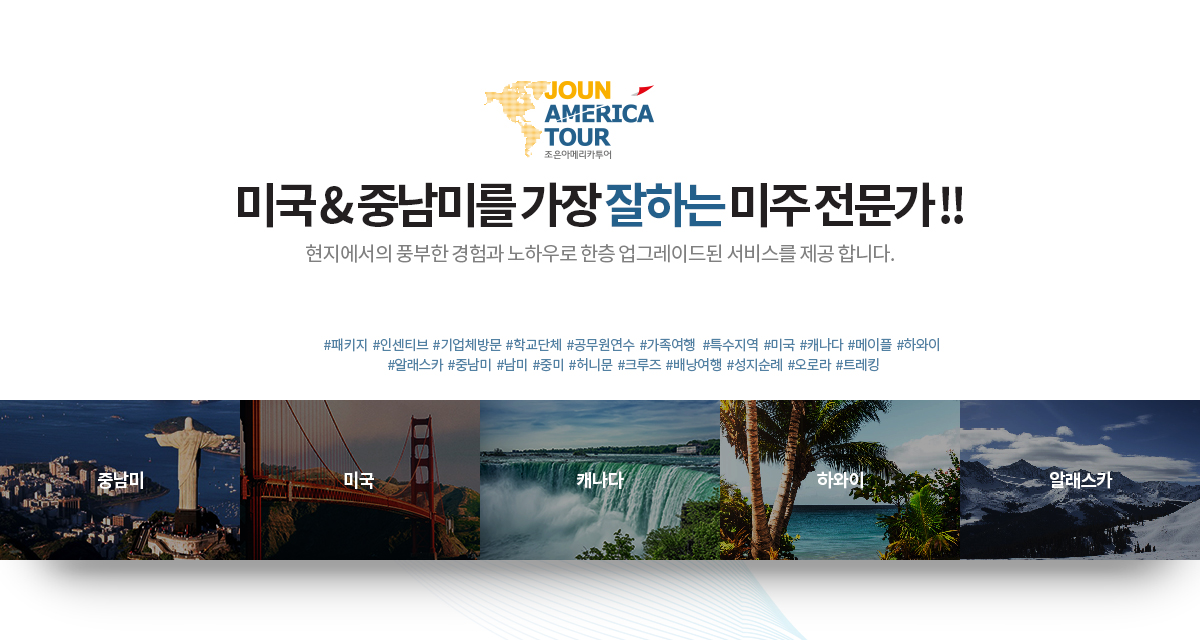 JOUN
AMERICA
TOUR
조은아메리카투어
미국 & 중남미를 가장 잘하는 미주 전문가 !!
현지에서의 풍부한 경험과 노하우로 한층 업그레이드된 서비스를 제공 합니다.
#패키지 #인센티브 #기업체방문 #학교단체 #공무원연수 #가족여행 #특수지역 #미국 #캐나다 #메이플 #하와이
#알래스카 #중남미 #남미 #중미 #허니문 #크루즈 #배낭여행 #성지순례 #오로라 #트레킹
중남미 미국 캐나다 하와이 알래스카